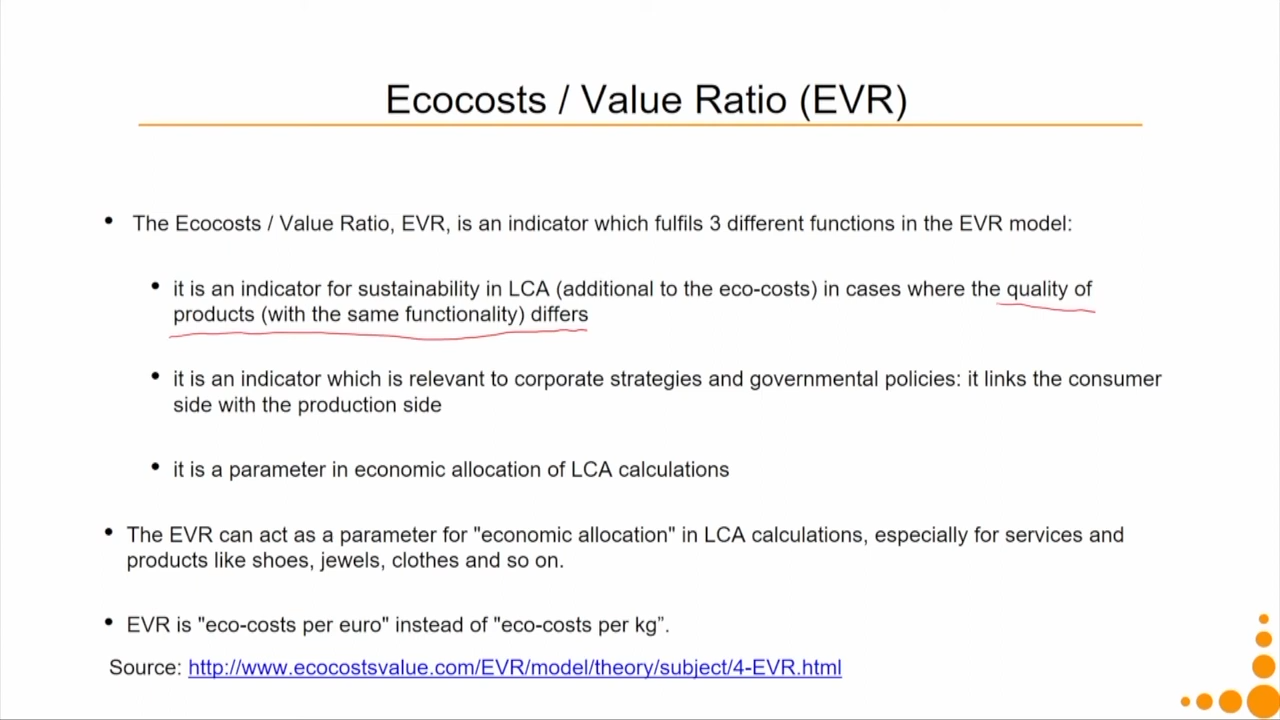 Ecocosts / Value Ratio (EVR)
• The Ecocosts / Value Ratio, EVR, is an indicator which fulfils 3 different functions in the EVR model:
• it is an indicator for sustainability in LCA (additional to the eco-costs) in cases where the quality of
products (with the same functionality) differs
• it is an indicator which is relevant to corporate strategies and governmental policies: it links the consumer
side with the production side
• it is a parameter in economic allocation of LCA calculations
• The EVR can act as a parameter for "economic allocation" in LCA calculations, especially for services and
products like shoes, jewels, clothes and so on.
• EVR is "eco-costs per euro" instead of "eco-costs per kg”.
Source: http://www.ecocostsvalue.com/EVR/model/theory/subject/4-EVR.html